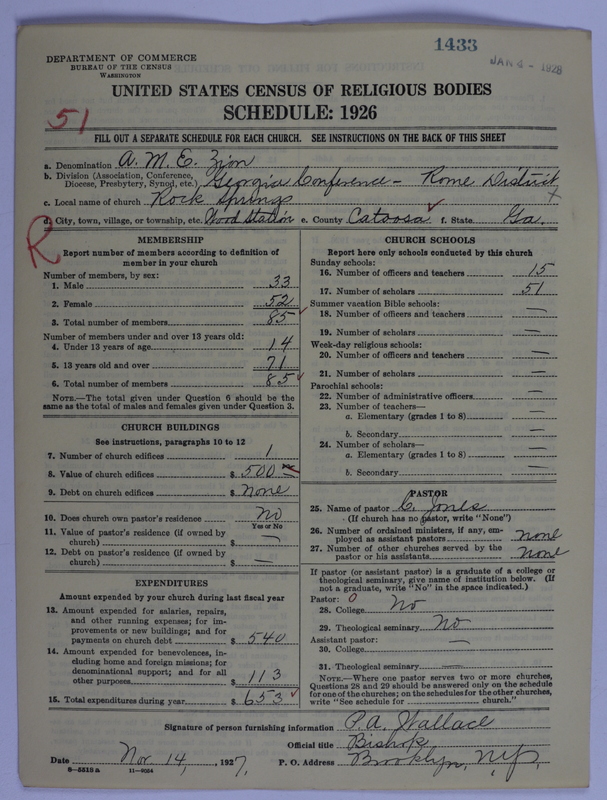 1433
JAN 4 - 1928
DEPARTMENT OF COMMERCE
BUREAU OF THE CENSUS
WASHINGTON
UNITED STATES CENSUS OF RELIGIOUS BODIES
SCHEDULE: 1926
51
FILL OUT A SEPARATE SCHEDULE FOR EACH CHURCH. SEE INSTRUCTIONS ON THE BACK OF THIS SHEET
a. Denomination A. M. E. Zion
b. Division (Association, Conference, Diocese, Presbytery, Synod, etc.) Georgia Conference - Rome District
c. Local name of church Rock Springs
d. City, town, village, or township, etc. Wood Station e. County Catoosa f. State Ga.
R
MEMBERSHIP
Report number of members according to definition of
member in your church
Number of members, by sex:
1. Male 33
2. Female 52
3. Total number of members 85
Number of members under and over 13 years old:
4. Under 13 years of age 14
5. 13 years old and over 71
6. Total number of members 85
NOTE.—The total given under Question 6 should be the
same as the total of males and females given under Question 3.
CHURCH BUILDINGS
See instructions, paragraphs 10 to 12
7. Number of church edifices 1
8. Value of church edifices $ 500
9. Debt on church edifices $ None
10. Does church own pastor's residence No
Yes or No
11. Value of pastor's residence (if owned by
church) $ —
12. Debt on pastor's residence (if owned by
church) $ —
EXPENDITURES
Amount expended by your church during last fiscal year
13. Amount expended for salaries, repairs,
and other running expenses; for im-
provements or new buildings; and for
payments on church debt $ 540
14. Amount expended for benevolences, in-
cluding home and foreign missions; for
denominational support; and for all
other purposes $ 113
15. Total expenditures during year $ 653
CHURCH SCHOOLS
Report here only schools conducted by this church
Sunday schools:
16. Number of officers and teachers 15
17. Number of scholars 51
Summer vacation Bible schools:
18. Number of officers and teachers —
19. Number of scholars —
Week-day religious schools:
20. Number of officers and teachers —
21. Number of scholars —
Parochial schools:
22. Number of administrative officers —
23. Number of teachers—
a. Elementary (grades 1 to 8) —
b. Secondary —
24. Number of scholars—
a. Elementary (grades 1 to 8) —
b. Secondary —
PASTOR
25. Name of pastor C. Jones
(If church has no pastor, write "None")
26. Number of ordained ministers, if any, em-
ployed as assistant pastors none
27. Number of other churches served by the
pastor or his assistants none
If pastor (or assistant pastor) is a graduate of a college or
theological seminary, give name of institution below. (If
not a graduate, write "No" in the space indicated.)
Pastor: 0
28. College No
29. Theological seminary No
Assistant pastor: —
30. College
31. Theological seminary —
NOTE.—Where one pastor serves two or more churches,
Questions 28 and 29 should be answered only on the schedule
for one of the churches; on the schedules for the other churches,
write "See schedule for ........ church."
Signature of person furnishing information P. A. Wallace
Official title Bishop
Date Nov 14, 1927, P. O. Address Brooklyn, N.Y.
8—5518 a 11—9084